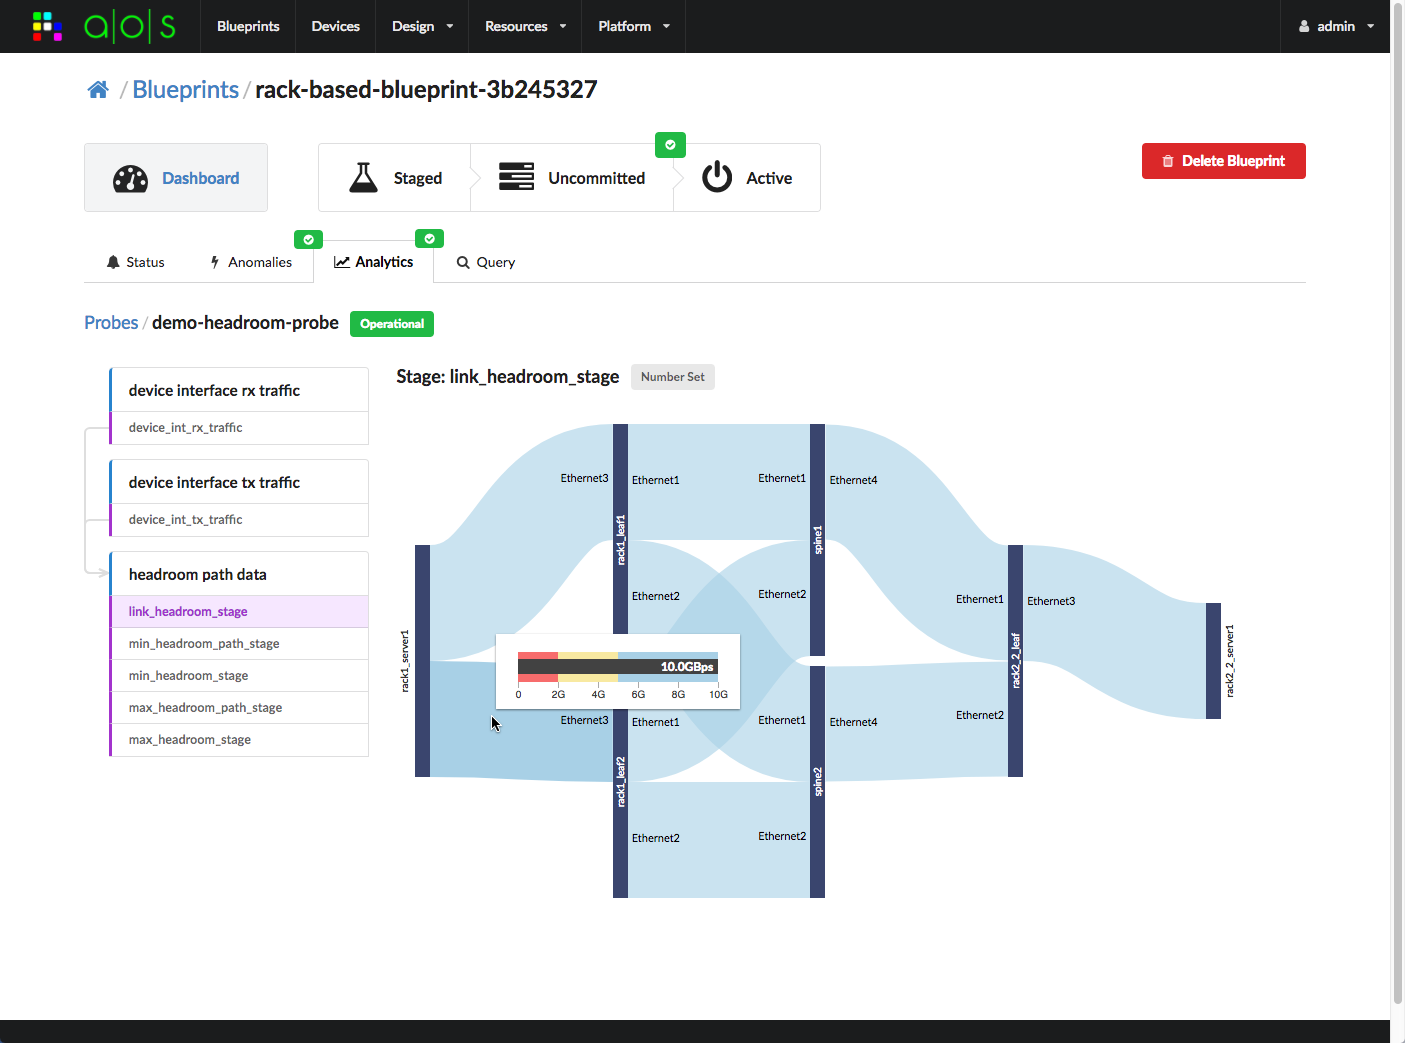 a|o|s Blueprints Devices Design Resources Platform admin
/ Blueprints / rack-based-blueprint-3b245327
Dashboard Staged Uncommitted Active Delete Blueprint
Status Anomalies Analytics Query
Probes / demo-headroom-probe Operational
device interface rx traffic
device_int_rx_traffic
device interface tx traffic
device_int_tx_traffic
headroom path data
link_headroom_stage
min_headroom_path_stage
min_headroom_stage
max_headroom_path_stage
max_headroom_stage
Stage: link_headroom_stage Number Set
Ethernet3 Ethernet1 Ethernet1 Ethernet4
rack1_leaf1
spine1
Ethernet2 Ethernet2 Ethernet1 Ethernet3
rack1_server1
rack2_2_leaf
rack2_2_server1
10.0GBps
0 2G 4G 6G 8G 10G
Ethernet3 Ethernet1 Ethernet1 Ethernet4 Ethernet2
rack1_leaf2
spine2
Ethernet2 Ethernet2